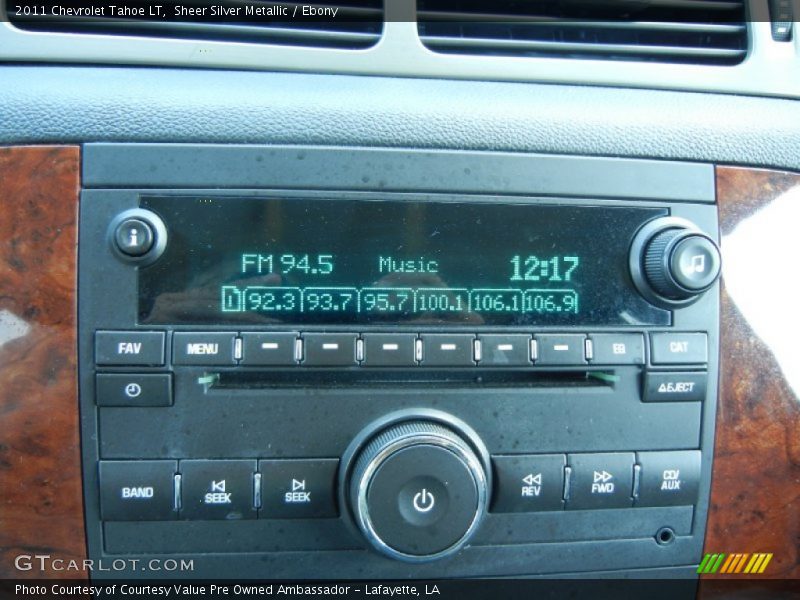 2011 Chevrolet Tahoe LT, Sheer Silver Metallic / Ebony
i
FM 94.5 Music 12:17
1 92.3 93.7 95.7 100.1 106.1 106.9
FAV MENU EQ CAT
EJECT
BAND SEEK SEEK REV FWD CD/AUX
GTCARLOT.COM
Photo Courtesy of Courtesy Value Pre Owned Ambassador - Lafayette, LA